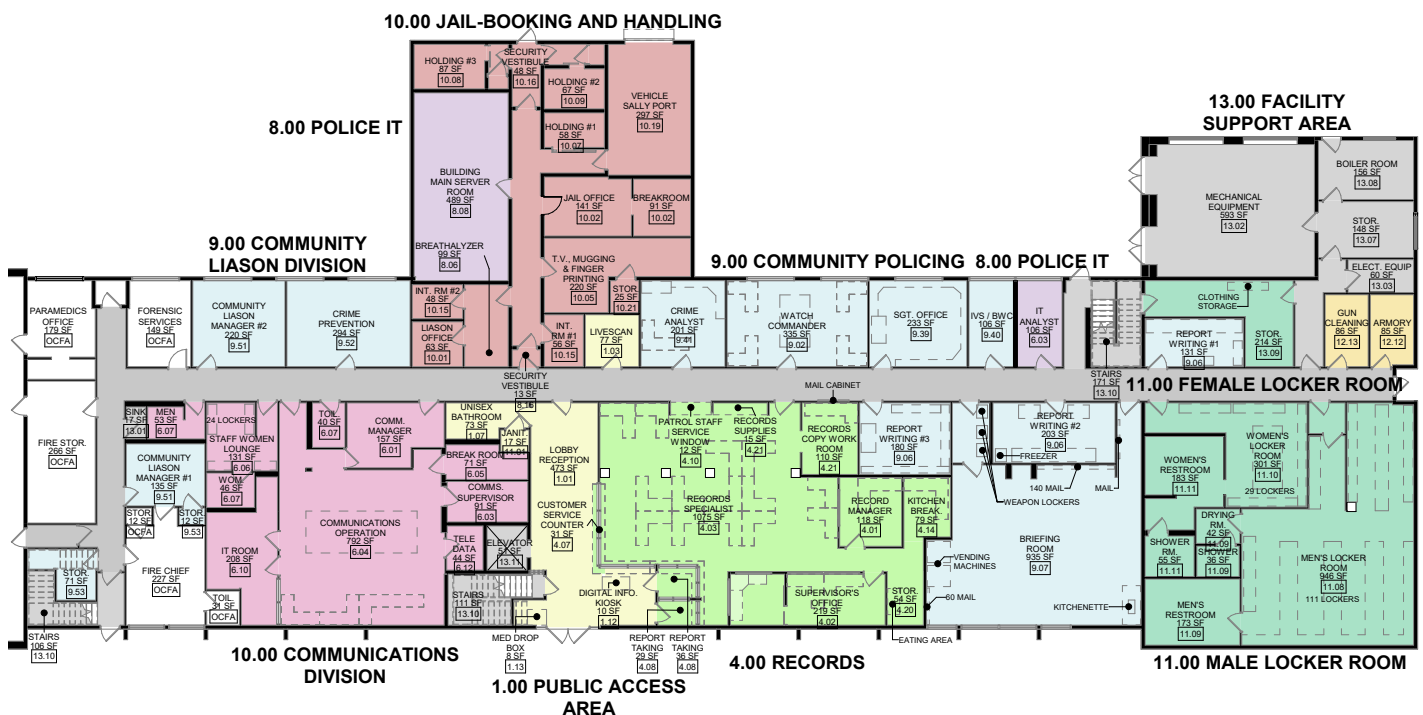 10.00 JAIL-BOOKING AND HANDLING
HOLDING #3
87 SF
10.08
SECURITY
VESTIBULE
48 SF
10.16
HOLDING #2
67 SF
10.09
VEHICLE
SALLY PORT
297 SF
10.19
HOLDING #1
58 SF
10.07
8.00 POLICE IT
BUILDING
MAIN SERVER
ROOM
489 SF
8.08
JAIL OFFICE
141 SF
10.02
BREAKROOM
91 SF
10.02
BREATHALYZER
99 SF
8.06
T.V., MUGGING
& FINGER
PRINTING
220 SF
10.05
STOR.
25 SF
10.21
INT. RM #2
48 SF
10.15
LIASON
OFFICE
63 SF
10.01
INT.
RM #1
56 SF
10.15
LIVESCAN
77 SF
1.03
13.00 FACILITY
SUPPORT AREA
MECHANICAL
EQUIPMENT
593 SF
13.02
BOILER ROOM
156 SF
13.08
STOR.
148 SF
13.07
ELECT. EQUIP
60 SF
13.03
9.00 COMMUNITY
LIASON DIVISION
9.00 COMMUNITY POLICING
8.00 POLICE IT
PARAMEDICS
OFFICE
179 SF
OCFA
FORENSIC
SERVICES
149 SF
OCFA
COMMUNITY
LIASON
MANAGER #2
220 SF
9.51
CRIME
PREVENTION
294 SF
9.52
CRIME
ANALYST
201 SF
9.41
WATCH
COMMANDER
335 SF
9.02
SGT. OFFICE
233 SF
9.39
IVS / BWC
106 SF
9.40
IT
ANALYST
106 SF
6.03
CLOTHING
STORAGE
REPORT
WRITING #1
131 SF
9.06
STOR.
214 SF
13.09
GUN
CLEANING
86 SF
12.13
ARMORY
85 SF
12.12
STAIRS
171 SF
13.10
SECURITY
VESTIBULE
13 SF
8.16
MAIL CABINET
11.00 FEMALE LOCKER ROOM
FIRE STOR.
266 SF
OCFA
SINK
17 SF
13.01
MEN
53 SF
6.07
24 LOCKERS
STAFF WOMEN
LOUNGE
131 SF
6.06
WOM.
46 SF
6.07
TOIL.
40 SF
6.07
COMM.
MANAGER
157 SF
6.01
UNISEX
BATHROOM
73 SF
1.07
JANIT.
17 SF
11.01
BREAK ROOM
71 SF
6.05
COMMS.
SUPERVISOR
91 SF
6.03
COMMUNITY
LIASON
MANAGER #1
135 SF
9.51
STOR.
12 SF
OCFA
STOR.
12 SF
9.53
IT ROOM
208 SF
6.10
COMMUNICATIONS
OPERATION
792 SF
6.04
TELE
DATA
44 SF
6.12
ELEVATOR
51 SF
13.11
LOBBY
RECEPTION
473 SF
1.01
CUSTOMER
SERVICE
COUNTER
31 SF
4.07
PATROL STAFF
SERVICE
WINDOW
12 SF
4.10
RECORDS
SUPPLIES
15 SF
4.21
RECORDS
COPY WORK
ROOM
110 SF
4.21
REPORT
WRITING #3
180 SF
9.06
REPORT
WRITING #2
203 SF
9.06
FREEZER
140 MAIL
MAIL
WEAPON LOCKERS
RECORDS
SPECIALIST
1075 SF
4.03
RECORD
MANAGER
118 SF
4.01
KITCHEN
BREAK
79 SF
4.14
BRIEFING
ROOM
935 SF
9.07
VENDING
MACHINES
60 MAIL
KITCHENETTE
WOMEN'S
LOCKER
ROOM
301 SF
11.10
29 LOCKERS
WOMEN'S
RESTROOM
183 SF
11.11
DRYING
RM.
42 SF
11.09
SHOWER
RM.
55 SF
11.11
SHOWER
36 SF
11.09
MEN'S LOCKER
ROOM
946 SF
11.08
111 LOCKERS
MEN'S
RESTROOM
173 SF
11.09
STOR.
71 SF
9.53
FIRE CHIEF
227 SF
OCFA
TOIL.
31 SF
OCFA
STAIRS
111 SF
13.10
DIGITAL INFO.
KIOSK
10 SF
1.12
SUPERVISOR'S
OFFICE
219 SF
4.02
STOR.
54 SF
4.20
EATING AREA
STAIRS
106 SF
13.10
MED DROP
BOX
8 SF
1.13
REPORT
TAKING
29 SF
4.08
REPORT
TAKING
36 SF
4.08
10.00 COMMUNICATIONS
DIVISION
1.00 PUBLIC ACCESS
AREA
4.00 RECORDS
11.00 MALE LOCKER ROOM